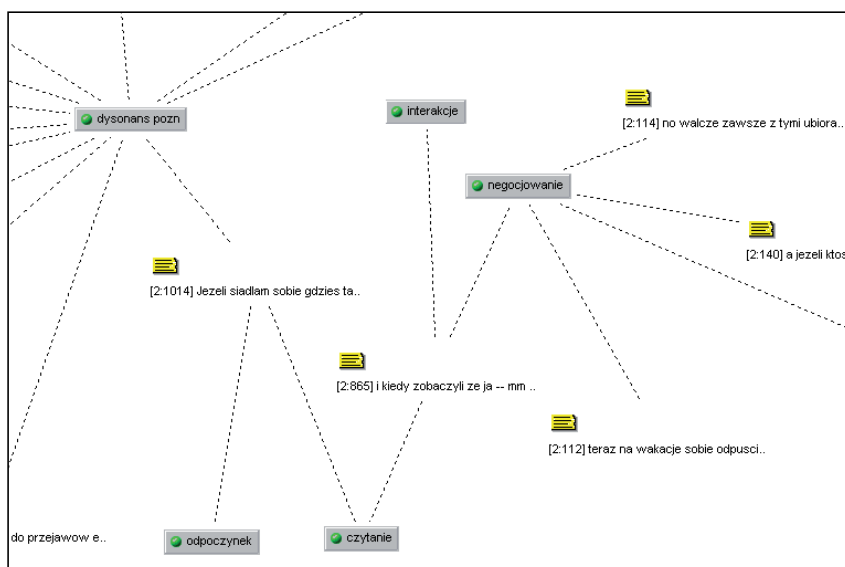 interakcje
dysonans pozn
[2:114] no walcze zawsze z tymi ubiora..
negocjowanie
[2:140] a jezeli ktos
[2:1014] Jezeli siadlam sobie gdzies ta..
[2:865] i kiedy zobaczyli ze ja -- mm ..
[2:112] teraz na wakacje sobie odpusci..
do przejawow e..
odpoczynek
czytanie